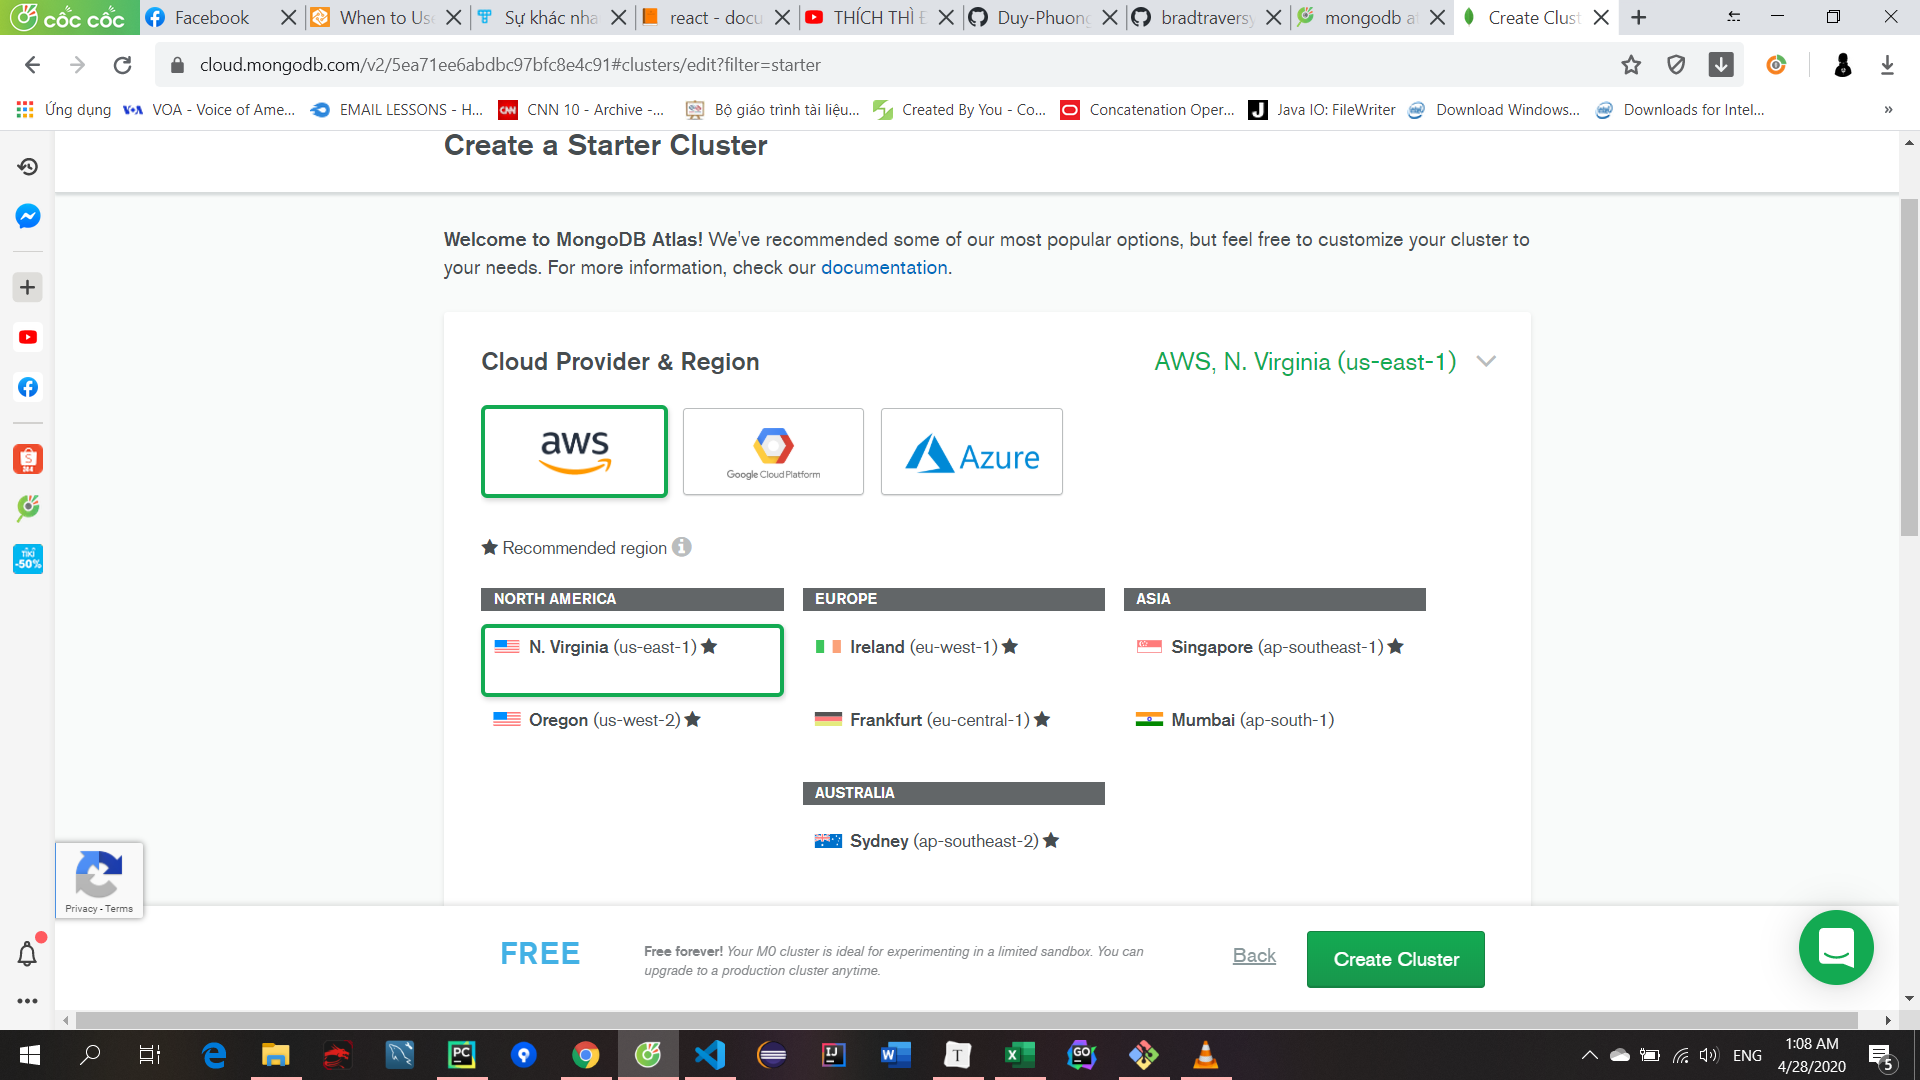 cốc cốc
Facebook
When to Us
Sự khác nha
react - docu
THÍCH THÌ
Duy-Phuong
bradtravers
mongodb a
Create Clust
cloud.mongodb.com/v2/5ea71ee6abdbc97bfc8e4c91#clusters/edit?filter=starter
Ứng dụng
VOA - Voice of Ame...
EMAIL LESSONS - H...
CNN 10 - Archive -...
Bộ giáo trình tài liệu...
Created By You - Co...
Concatenation Oper...
Java IO: FileWriter
Download Windows...
Downloads for Intel...
»
Create a Starter Cluster
Welcome to MongoDB Atlas! We've recommended some of our most popular options, but feel free to customize your cluster to
your needs. For more information, check our documentation.
Cloud Provider & Region
AWS, N. Virginia (us-east-1)
aws
Google Cloud Platform
Azure
Recommended region
NORTH AMERICA
EUROPE
ASIA
N. Virginia (us-east-1)
Ireland (eu-west-1)
Singapore (ap-southeast-1)
Oregon (us-west-2)
Frankfurt (eu-central-1)
Mumbai (ap-south-1)
AUSTRALIA
Sydney (ap-southeast-2)
TIKI
-50%
Privacy - Terms
FREE
Free forever! Your M0 cluster is ideal for experimenting in a limited sandbox. You can
upgrade to a production cluster anytime.
Back
Create Cluster
ENG
1:08 AM
4/28/2020
5